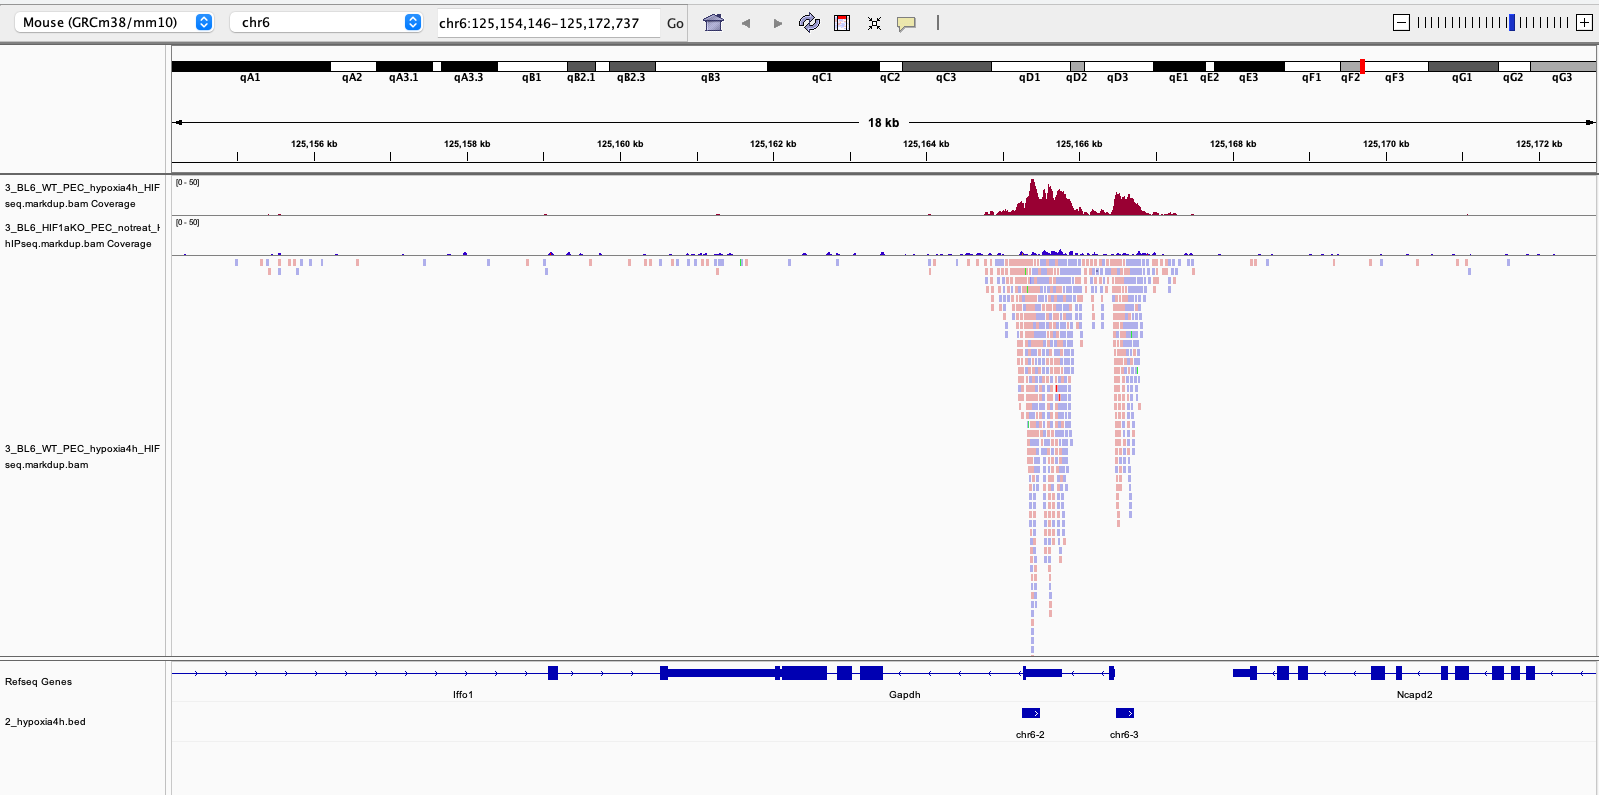 Mouse (GRCm38/mm10) chr6 chr6:125,154,146-125,172,737 Go
qA1 qA2 qA3.1 qA3.3 qB1 qB2.1 qB2.3 qB3 qC1 qC2 qC3 qD1 qD2 qD3 qE1 qE2 qE3 qF1 qF2 qF3 qG1 qG2 qG3
18 kb
125,156 kb 125,158 kb 125,160 kb 125,162 kb 125,164 kb 125,166 kb 125,168 kb 125,170 kb 125,172 kb
3_BL6_WT_PEC_hypoxia4h_HIF
seq.markdup.bam Coverage
[0 - 50]
3_BL6_HIF1aKO_PEC_notreat_H
hIPseq.markdup.bam Coverage
[0 - 50]
3_BL6_WT_PEC_hypoxia4h_HIF
seq.markdup.bam
Refseq Genes
Iffo1 Gapdh Ncapd2
2_hypoxia4h.bed
chr6-2 chr6-3